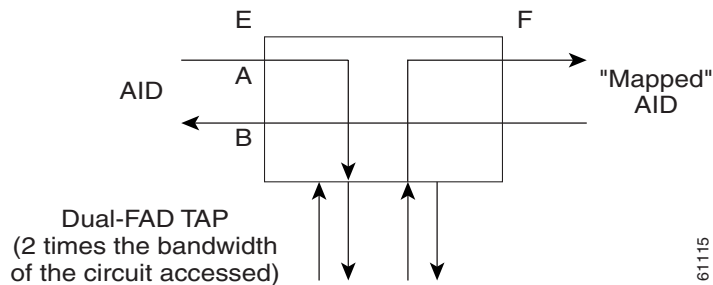 E
F
A
AID
"Mapped"
AID
B
Dual-FAD TAP
(2 times the bandwidth
of the circuit accessed)
61115